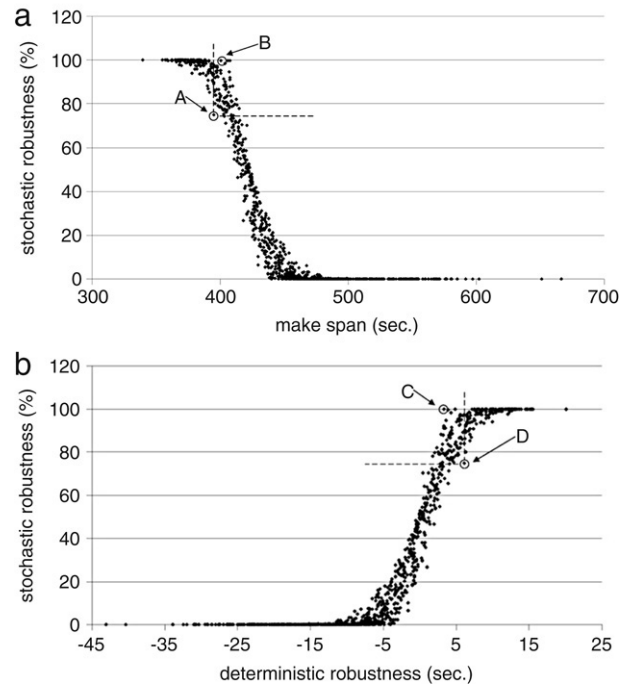 a
120
100
80
60
40
20
0
stochastic robustness (%)
A
B
300 400 500 600 700
make span (sec.)
b
120
100
80
60
40
20
0
stochastic robustness (%)
C
D
-45 -35 -25 -15 -5 5 15 25
deterministic robustness (sec.)